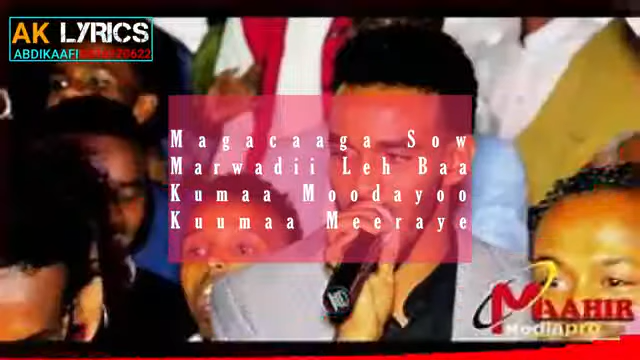 AK LYRICS
ABDIKAAFI
Magacaaga Sow
Marwadii Leh Baa
Kumaa Moodayoo
Kuumaa Meeraye
MAAHIR
Mediapro